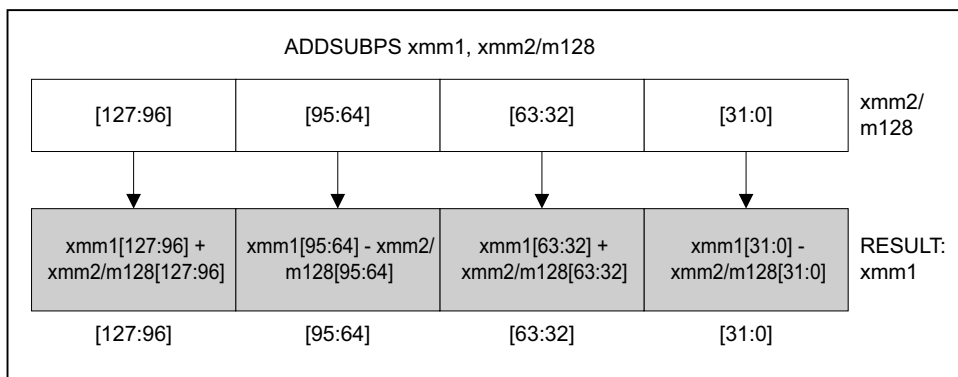 ADDSUBPS xmm1, xmm2/m128
[127:96] [95:64] [63:32] [31:0] xmm2/
m128
xmm1[127:96] + xmm1[95:64] - xmm2/ xmm1[63:32] + xmm1[31:0] - RESULT:
xmm2/m128[127:96] m128[95:64] xmm2/m128[63:32] xmm2/m128[31:0] xmm1
[127:96] [95:64] [63:32] [31:0]